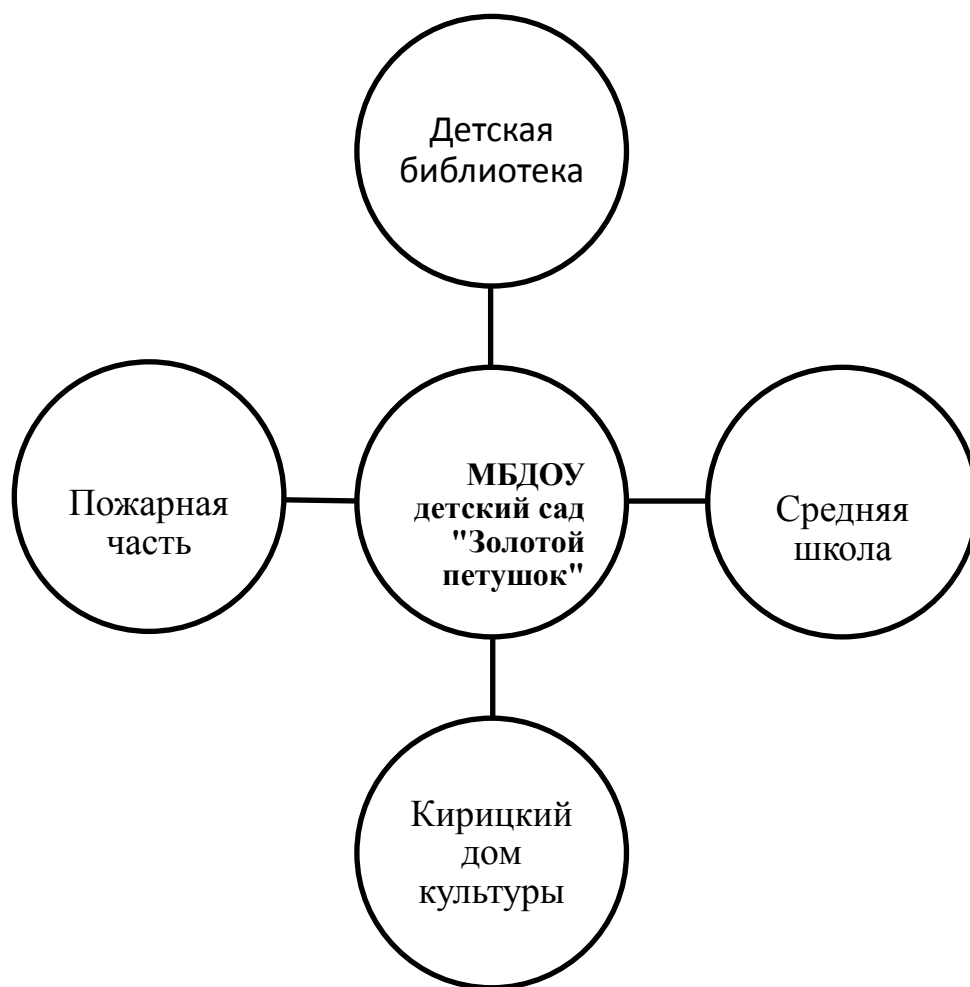 Детская
библиотека
Пожарная
часть
МБДОУ
детский сад
"Золотой
петушок"
Средняя
школа
Кирицкий
дом
культуры